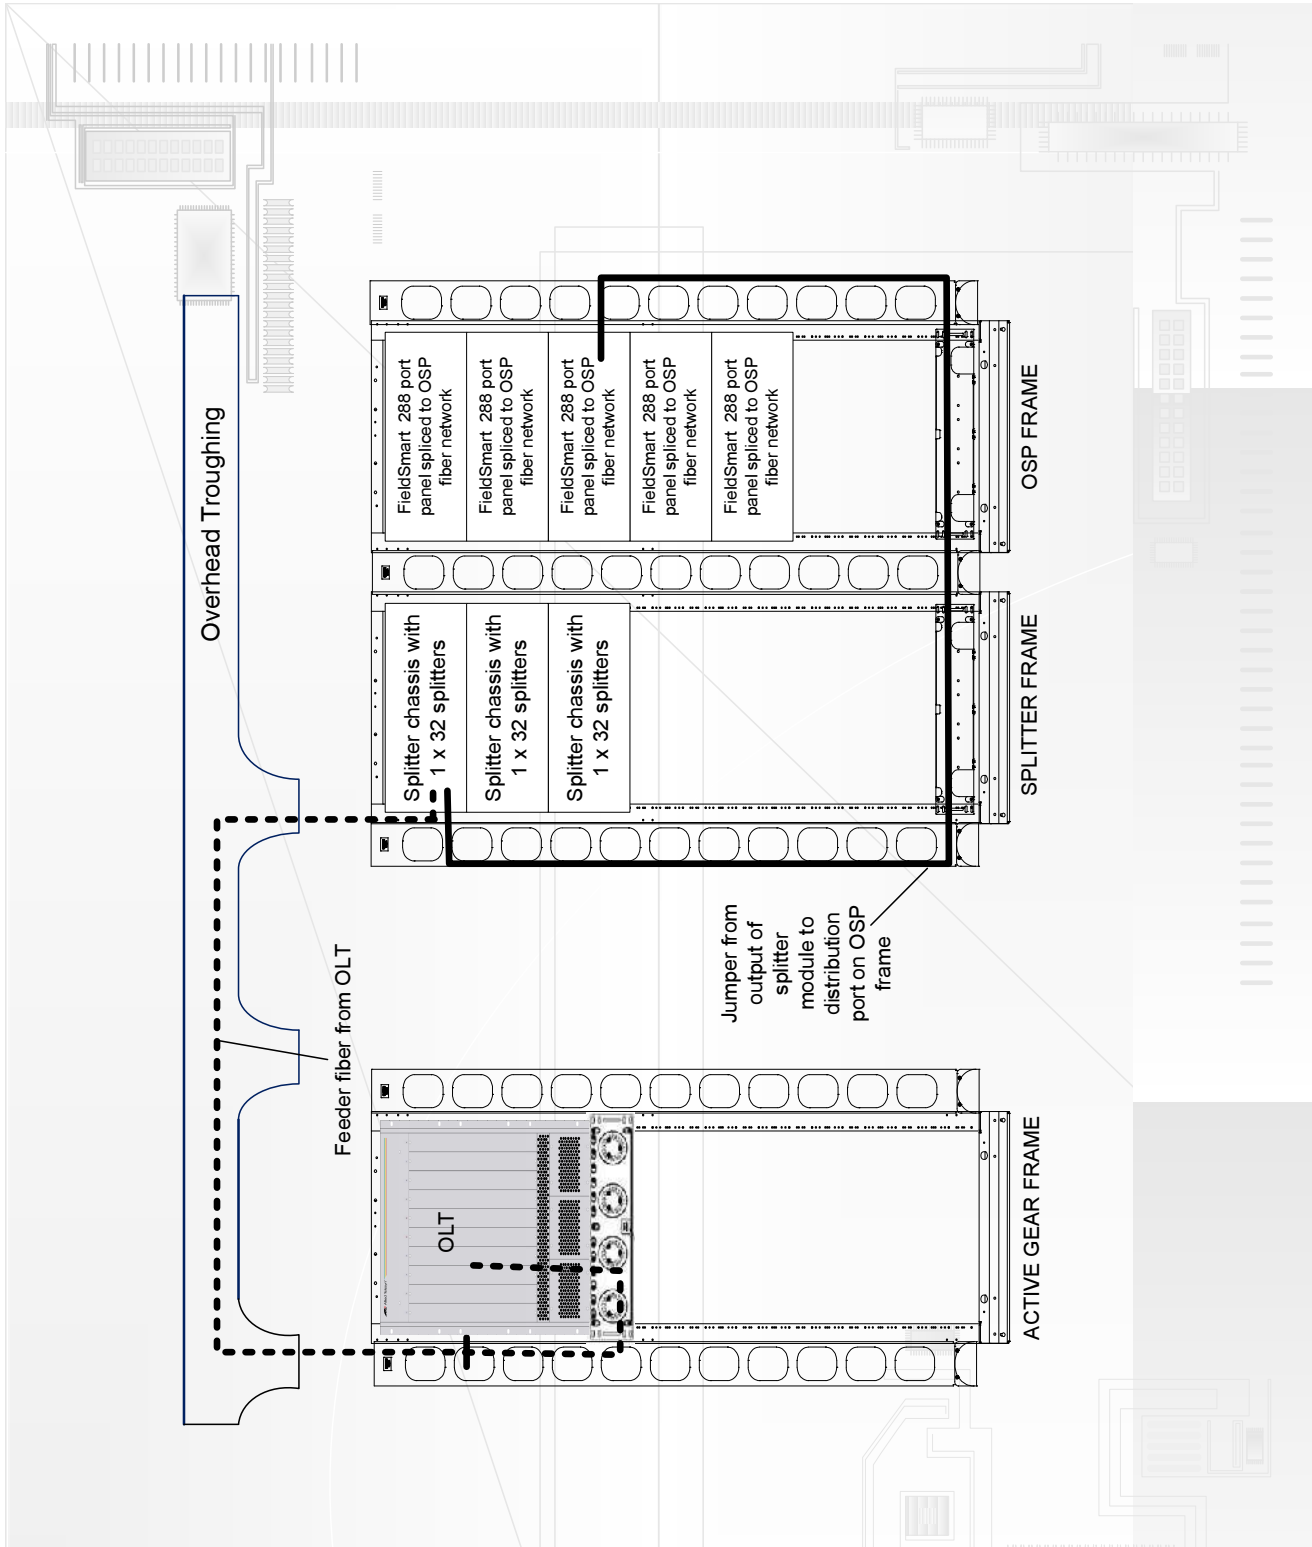 Overhead Troughing
Feeder fiber from OLT
OLT
ACTIVE GEAR FRAME
Splitter chassis with
1 x 32 splitters
Splitter chassis with
1 x 32 splitters
Splitter chassis with
1 x 32 splitters
SPLITTER FRAME
Jumper from
output of
splitter
module to
distribution
port on OSP
frame
FieldSmart 288 port
panel spliced to OSP
fiber network
FieldSmart 288 port
panel spliced to OSP
fiber network
FieldSmart 288 port
panel spliced to OSP
fiber network
FieldSmart 288 port
panel spliced to OSP
fiber network
FieldSmart 288 port
panel spliced to OSP
fiber network
OSP FRAME